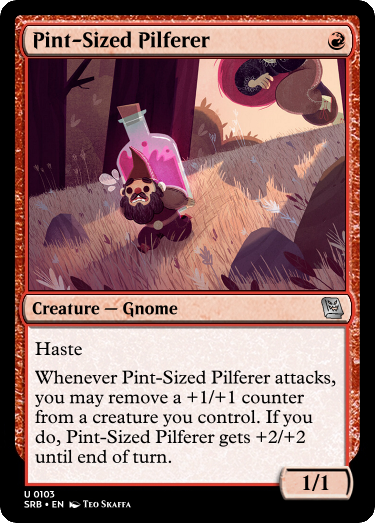 Pint-Sized Pilferer
Creature — Gnome
Haste
Whenever Pint-Sized Pilferer attacks,
you may remove a +1/+1 counter
from a creature you control. If you
do, Pint-Sized Pilferer gets +2/+2
until end of turn.
1/1
U 0103
SRB • EN Teo Skaffa